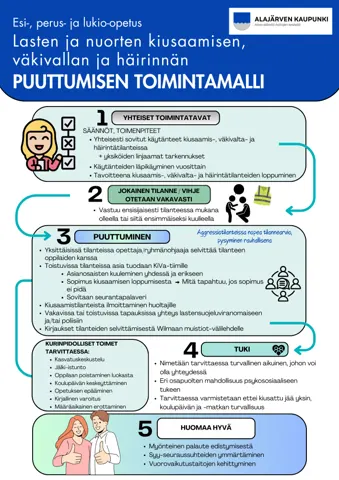 Esi-, perus- ja lukio-opetus
ALAJÄRVEN KAUPUNKI
Lasten ja nuorten kiusaamisen,
väkivallan ja häirinnän
PUUTTUMISEN TOIMINTAMALLI
1 YHTEISET TOIMINTATAVAT
SÄÄNNÖT, TOIMENPITEET
Yhteisesti sovitut käytänteet kiusaamis-, väkivalta- ja
häirintätilanteissa
+ yksiköiden linjaamat tarkennukset
Käytänteiden läpikäyminen vuosittain
Tavoitteena kiusaamis-, väkivalta- ja häirintätilanteiden loppuminen
2 JOKAINEN TILANNE / VIHJE
OTETAAN VAKAVASTI
Vastuu ensisijaisesti tilanteessa mukana
olleella tai siitä ensimmäiseksi kuulleella
3 PUUTTUMINEN
Aggressiotilanteissa nopea tilannearvio,
pysyminen rauhallisena
Yksittäisissä tilanteissa opettaja/ryhmänohjaaja selvittää tilanteen
oppilaiden kanssa
Toistuvissa tilanteissa asia tuodaan KiVa-tiimille
Asianosaisten kuuleminen yhdessä ja erikseen
Sopimus kiusaamisen loppumisesta → Mitä tapahtuu, jos sopimus
ei pidä
Sovitaan seurantapalaveri
Kiusaamistilanteista ilmoittaminen huoltajille
Vakavissa tai toistuvissa tapauksissa yhteys lastensuojeluviranomaiseen
ja/tai poliisiin
Kirjaukset tilanteiden selvittämisestä Wilmaan muistiot-välilehdelle
KURINPIDOLLISET TOIMET
TARVITTAESSA:
Kasvatuskeskustelu
Jälki-istunto
Oppilaan poistaminen luokasta
Koulupäivän keskeyttäminen
Opetuksen epääminen
Kirjallinen varoitus
Määräaikainen erottaminen
4 TUKI
Nimetään tarvittaessa turvallinen aikuinen, johon voi
olla yhteydessä
Eri osapuolten mahdollisuus psykososiaaliseen
tukeen
Tarvittaessa varmistetaan ettei kiusattu jää yksin,
koulupäivän ja -matkan turvallisuus
5 HUOMAA HYVÄ
Myönteinen palaute edistymisestä
Syy-seuraussuhteiden ymmärtäminen
Vuorovaikutustaitojen kehittyminen